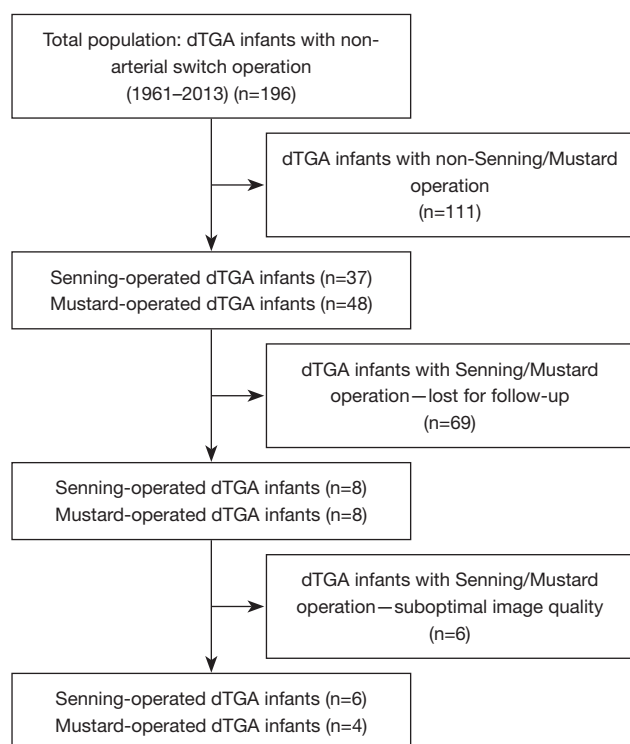 Total population: dTGA infants with non-
arterial switch operation
(1961–2013) (n=196)
dTGA infants with non-Senning/Mustard
operation
(n=111)
Senning-operated dTGA infants (n=37)
Mustard-operated dTGA infants (n=48)
dTGA infants with Senning/Mustard
operation—lost for follow-up
(n=69)
Senning-operated dTGA infants (n=8)
Mustard-operated dTGA infants (n=8)
dTGA infants with Senning/Mustard
operation—suboptimal image quality
(n=6)
Senning-operated dTGA infants (n=6)
Mustard-operated dTGA infants (n=4)